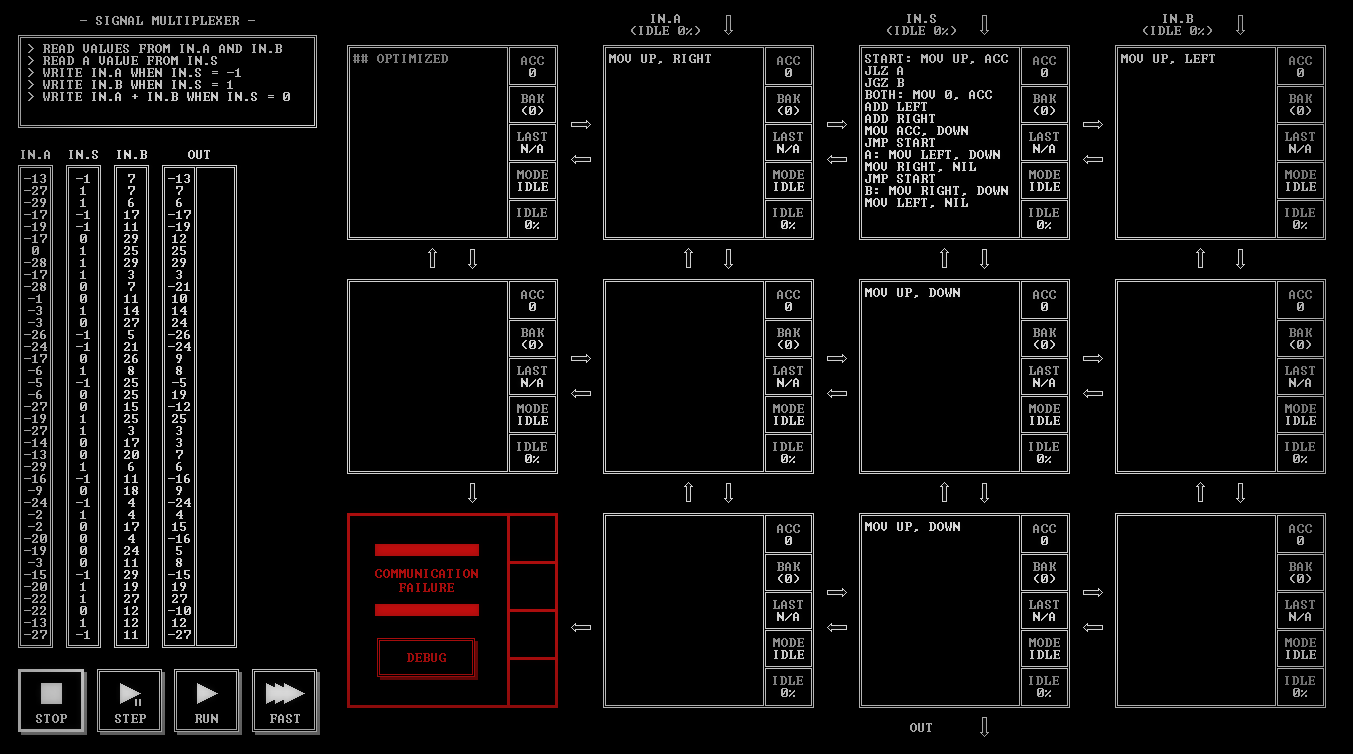 - SIGNAL MULTIPLEXER -
> READ VALUES FROM IN.A AND IN.B
> READ A VALUE FROM IN.S
> WRITE IN.A WHEN IN.S = -1
> WRITE IN.B WHEN IN.S = 1
> WRITE IN.A + IN.B WHEN IN.S = 0
IN.A IN.S IN.B OUT
-13 -1 7 -13
-27 1 7 7
-29 1 6 6
-17 -1 17 -17
-19 -1 11 -19
-17 0 29 12
0 1 25 25
-28 1 29 29
-17 1 3 3
-28 0 7 -21
-1 0 11 10
-3 1 14 14
-3 0 27 24
-26 -1 5 -26
-24 -1 21 -24
-17 0 26 9
-6 1 8 8
-5 -1 25 -5
-6 0 25 19
-27 0 15 -12
-19 1 25 25
-27 1 3 3
-14 0 17 3
-13 0 20 7
-29 1 6 6
-16 -1 11 -16
-9 0 18 9
-24 -1 4 -24
-2 1 4 4
-2 0 17 15
-20 0 4 -16
-19 0 24 5
-3 0 11 8
-15 -1 29 -15
-20 1 19 19
-22 1 27 27
-22 0 12 -10
-13 1 12 12
-27 -1 11 -27
STOP
STEP
RUN
FAST
IN.A
(IDLE 0%)
IN.S
(IDLE 0%)
IN.B
(IDLE 0%)
## OPTIMIZED
ACC
0
BAK
(0)
LAST
N/A
MODE
IDLE
IDLE
0%
MOV UP, RIGHT
ACC
0
BAK
(0)
LAST
N/A
MODE
IDLE
IDLE
0%
START: MOV UP, ACC
JLZ A
JGZ B
BOTH: MOV 0, ACC
ADD LEFT
ADD RIGHT
MOV ACC, DOWN
JMP START
A: MOV LEFT, DOWN
MOV RIGHT, NIL
JMP START
B: MOV RIGHT, DOWN
MOV LEFT, NIL
ACC
0
BAK
(0)
LAST
N/A
MODE
IDLE
IDLE
0%
MOV UP, LEFT
ACC
0
BAK
(0)
LAST
N/A
MODE
IDLE
IDLE
0%
ACC
0
BAK
(0)
LAST
N/A
MODE
IDLE
IDLE
0%
ACC
0
BAK
(0)
LAST
N/A
MODE
IDLE
IDLE
0%
MOV UP, DOWN
ACC
0
BAK
(0)
LAST
N/A
MODE
IDLE
IDLE
0%
ACC
0
BAK
(0)
LAST
N/A
MODE
IDLE
IDLE
0%
COMMUNICATION
FAILURE
DEBUG
ACC
0
BAK
(0)
LAST
N/A
MODE
IDLE
IDLE
0%
MOV UP, DOWN
ACC
0
BAK
(0)
LAST
N/A
MODE
IDLE
IDLE
0%
ACC
0
BAK
(0)
LAST
N/A
MODE
IDLE
IDLE
0%
OUT